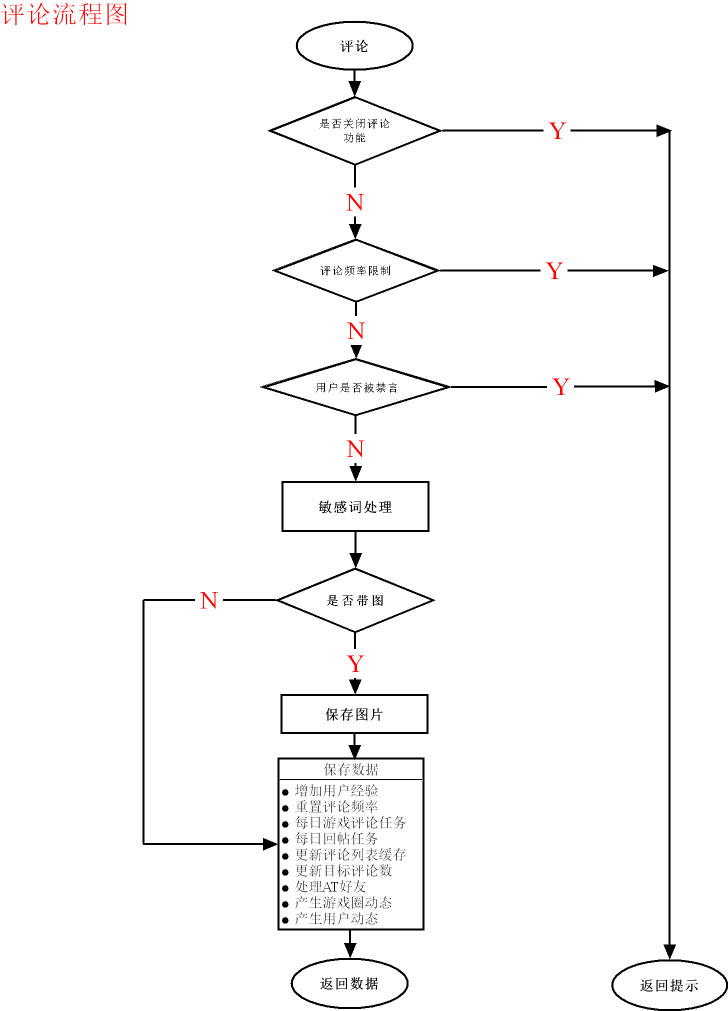 评论流程图
评论
是否关闭评论
功能
Y
N
评论频率限制
Y
N
用户是否被禁言
Y
N
敏感词处理
是否带图
N
Y
保存图片
保存数据
增加用户经验
重置评论频率
每日游戏评论任务
每日回帖任务
更新评论列表缓存
更新目标评论数
处理AT好友
产生游戏圈动态
产生用户动态
返回数据
返回提示